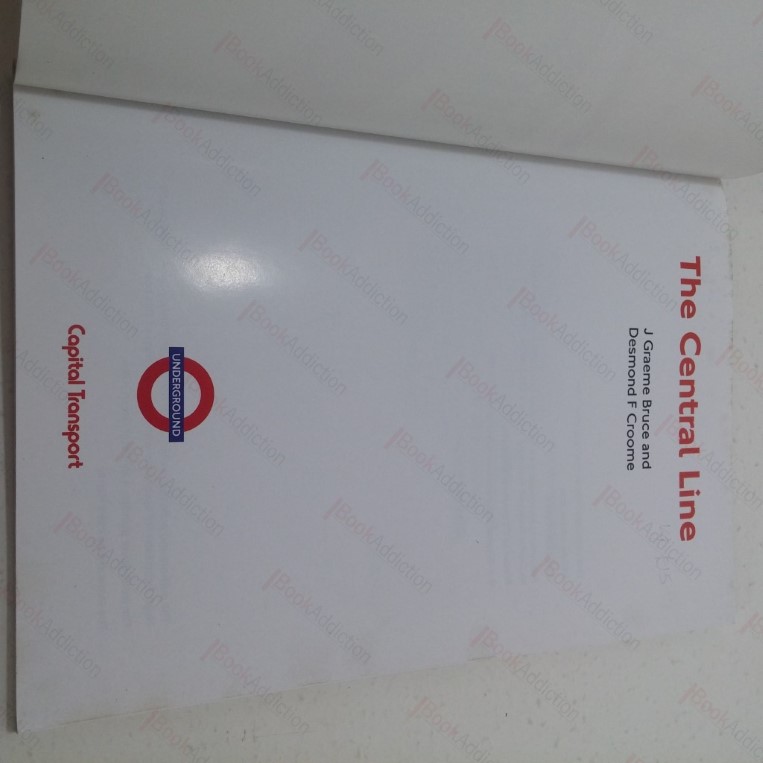 The Central Line
J Graeme Bruce and
Desmond F Croome
UNDERGROUND
Capital Transport